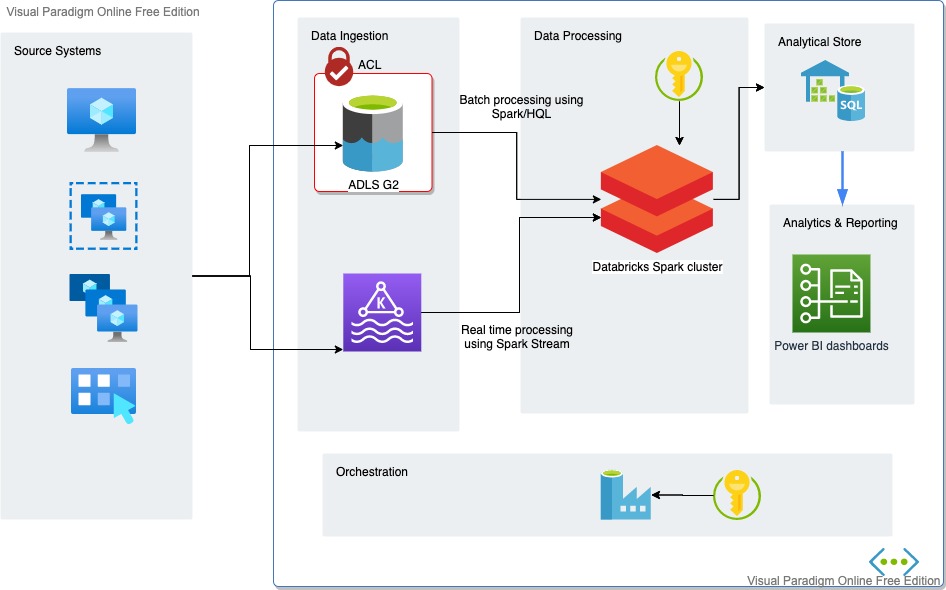 Visual Paradigm Online Free Edition
Source Systems
Data Ingestion
ACL
ADLS G2
K
Batch processing using
Spark/HQL
Real time processing
using Spark Stream
Data Processing
Databricks Spark cluster
Analytical Store
SQL
Analytics & Reporting
Power BI dashboards
Orchestration
Visual Paradigm Online Free Edition